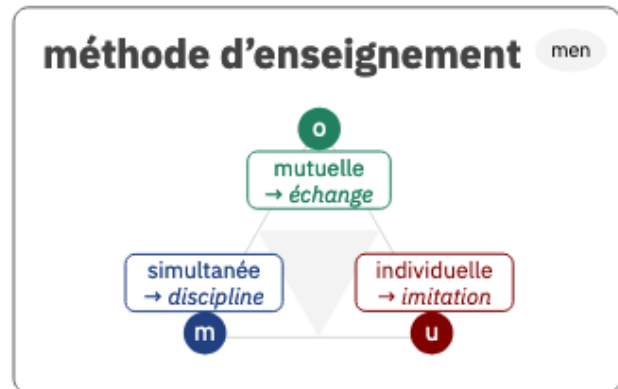 méthode d'enseignement men
o
mutuelle
→ échange
simultanée
→ discipline
individuelle
→ imitation
m
u